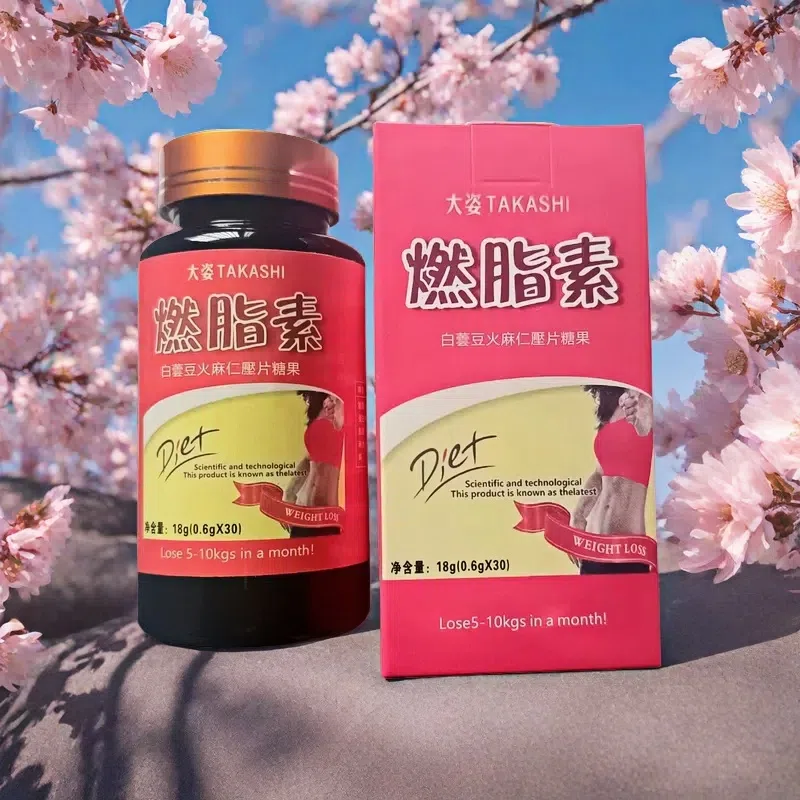 大姿 TAKASHI
燃脂素
白蕓豆火麻仁壓片糖果
Diet
Scientific and technological
This product is known as thelatest
WEIGHT LOSS
净含量：18g(0.6gX30)
Lose 5-10kgs in a month!
大姿 TAKASHI
燃脂素
白蕓豆火麻仁壓片糖果
Diet
Scientific and technological
This product is known as thelatest
WEIGHT LOSS
净含量：18g(0.6gX30)
Lose5-10kgs in a month!